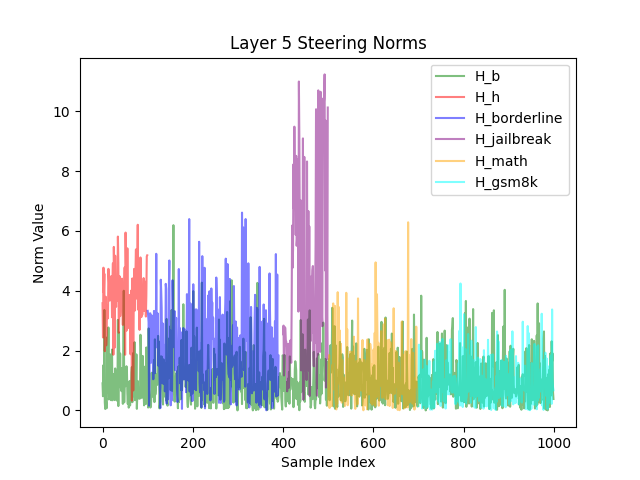 Layer 5 Steering Norms
H_b
H_h
H_borderline
H_jailbreak
H_math
H_gsm8k
Norm Value
10
8
6
4
2
0
0 200 400 600 800 1000
Sample Index